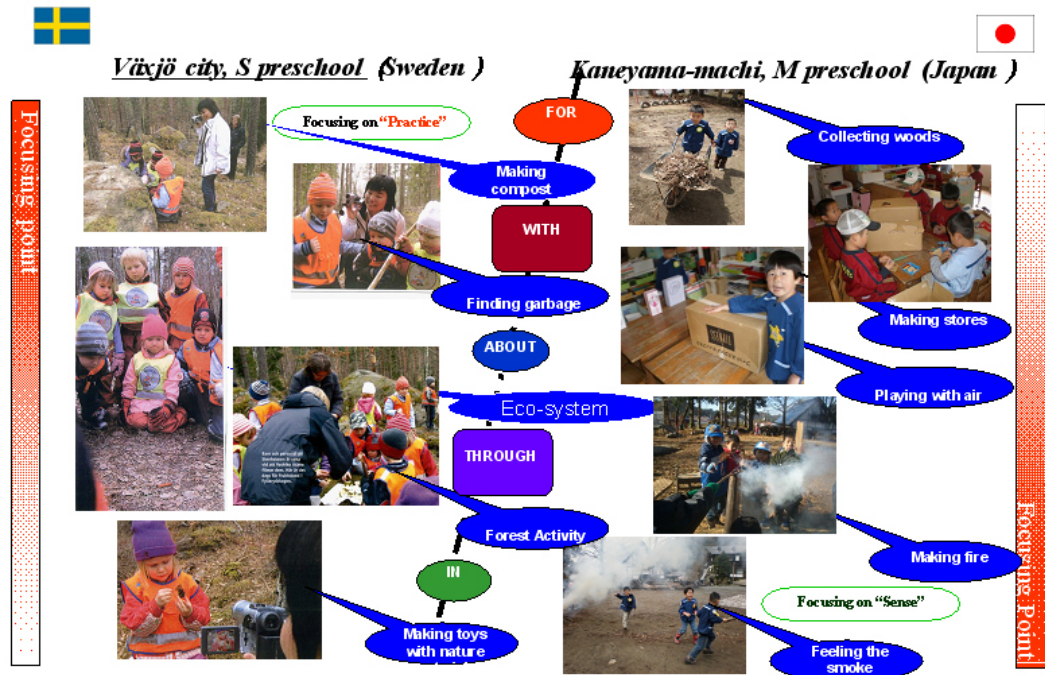 Växjö city, S preschool (Sweden )
Kaneyama-machi, M preschool (Japan )
Focusing point
Focusing on “Practice”
FOR
Collecting woods
Making
compost
WITH
Finding garbage
Making stores
ABOUT
Playing with air
Eco-system
THROUGH
Forest Activity
Making fire
IN
Focusing on “Sense”
Making toys
with nature
Feeling the
smoke
Focusing Point